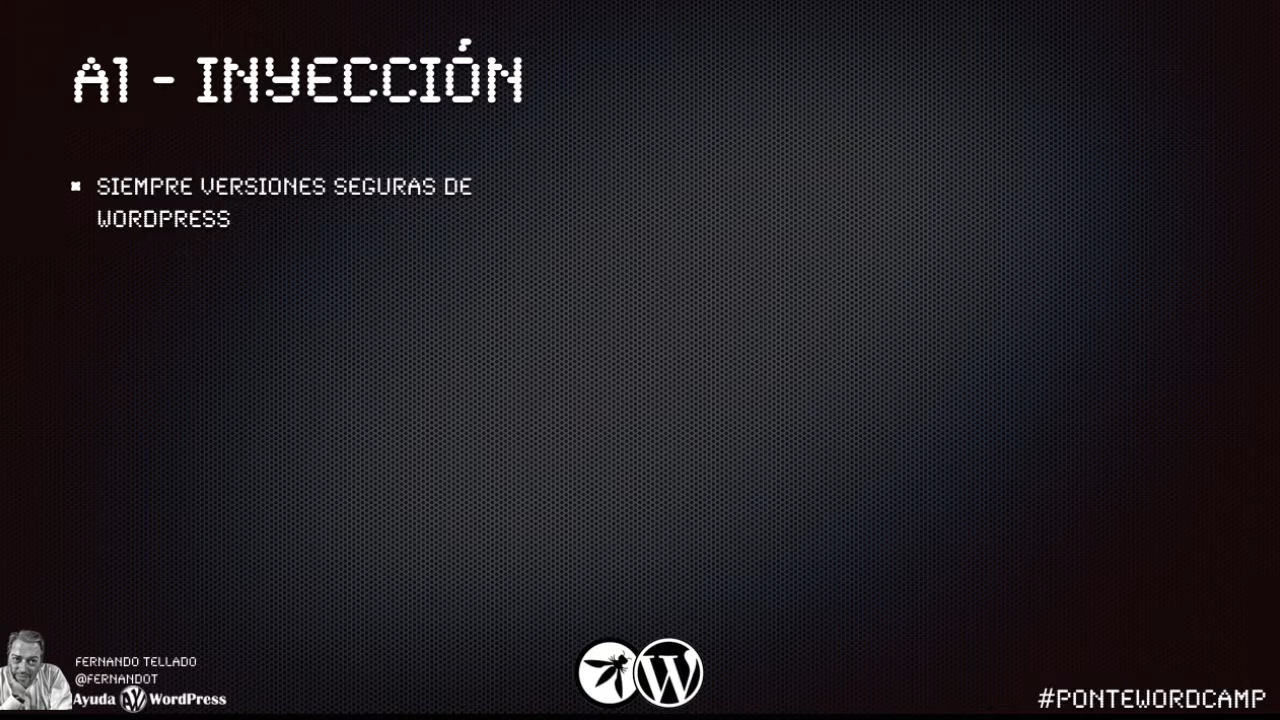 A1 - INYECCIÓN
SIEMPRE VERSIONES SEGURAS DE
WORDPRESS
FERNANDO TELLADO
@FERNANDOT
Ayuda WordPress
#PONTEWORDCAMP